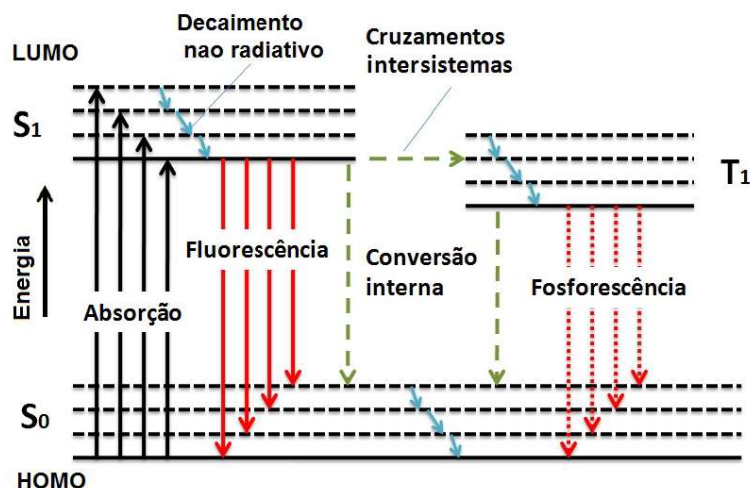 LUMO
Decaimento
nao radiativo
Cruzamentos
intersistemas
S1
T1
Energia
Absorção
Fluorescência
Conversão
interna
Fosforescência
S0
HOMO